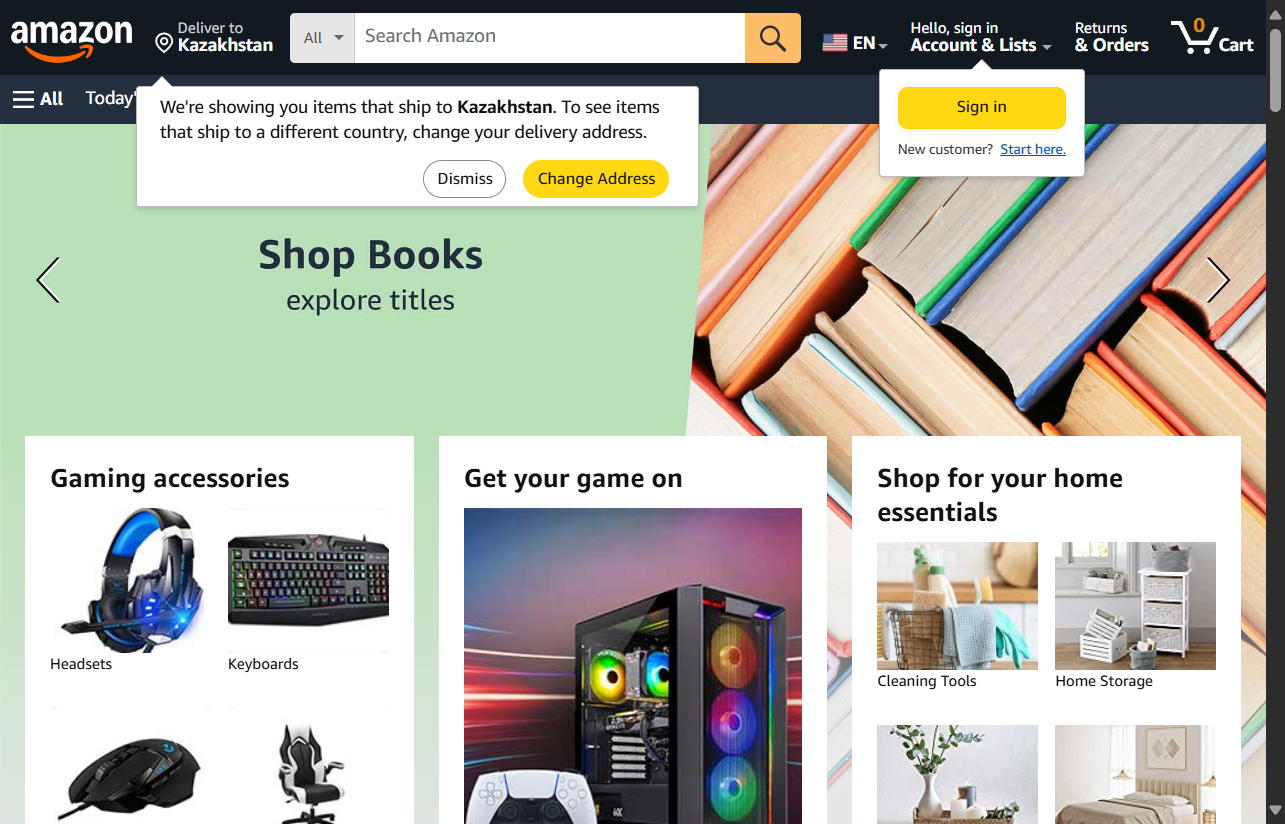 amazon
Deliver to
Kazakhstan
All
Search Amazon
EN
Hello, sign in
Account & Lists
Returns
& Orders
0
Cart
All
Today'
We're showing you items that ship to Kazakhstan. To see items
that ship to a different country, change your delivery address.
Dismiss
Change Address
Sign in
New customer? Start here.
Shop Books
explore titles
Gaming accessories
Headsets
Keyboards
Get your game on
Shop for your home
essentials
Cleaning Tools
Home Storage